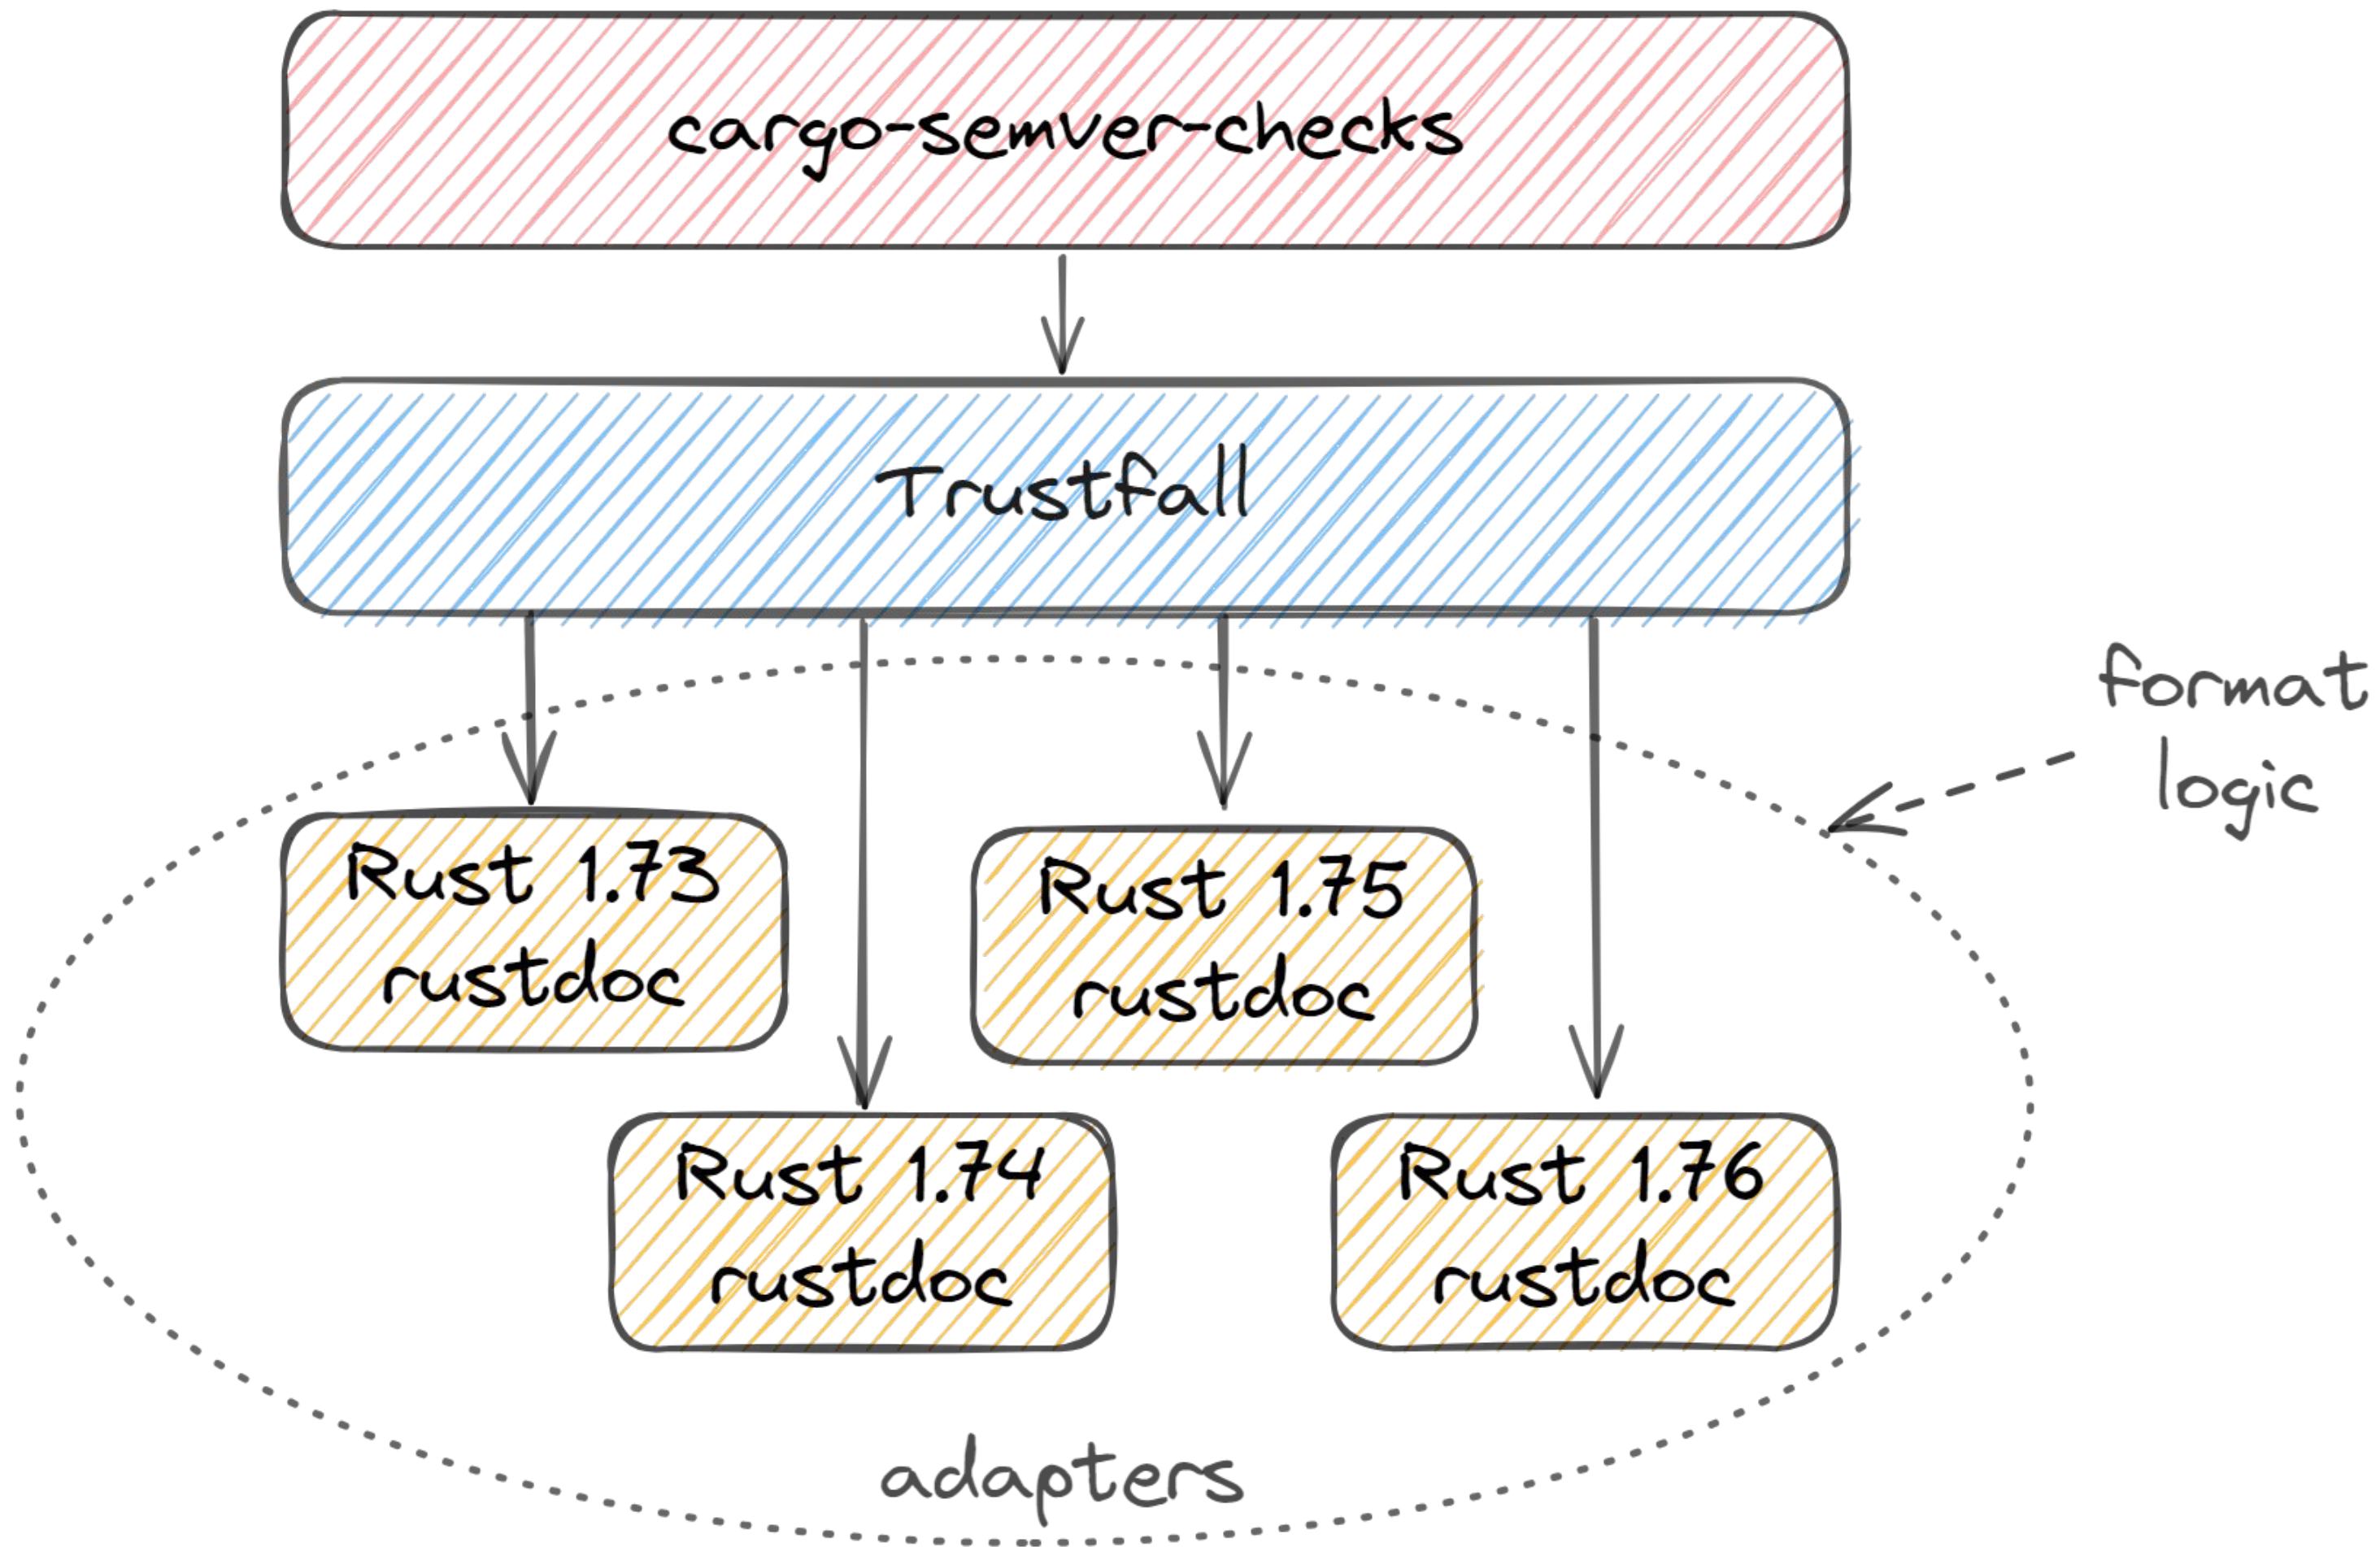 cargo-semver-checks
Trustfall
format
logic
Rust 1.73
rustdoc
Rust 1.75
rustdoc
Rust 1.74
rustdoc
Rust 1.76
rustdoc
adapters